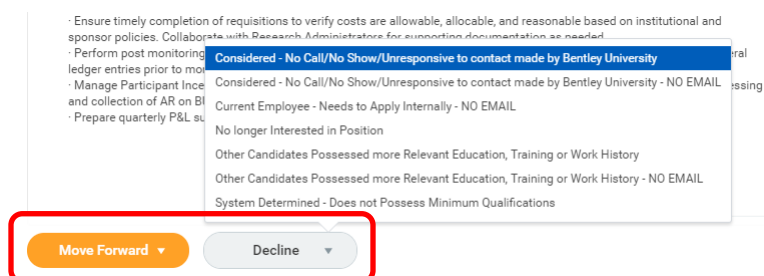 · Ensure timely completion of requisitions to verify costs are allowable, allocable, and reasonable based on institutional and
sponsor policies. Collaborate with Research Administrators for supporting documentation as needed.
· Perform post monitoring
eral
ledger entries prior to mo
· Manage Participant Ince
essing
and collection of AR on B
· Prepare quarterly P&L su
Considered - No Call/No Show/Unresponsive to contact made by Bentley University
Considered - No Call/No Show/Unresponsive to contact made by Bentley University - NO EMAIL
Current Employee - Needs to Apply Internally - NO EMAIL
No longer Interested in Position
Other Candidates Possessed more Relevant Education, Training or Work History
Other Candidates Possessed more Relevant Education, Training or Work History - NO EMAIL
System Determined - Does not Possess Minimum Qualifications
Move Forward
Decline